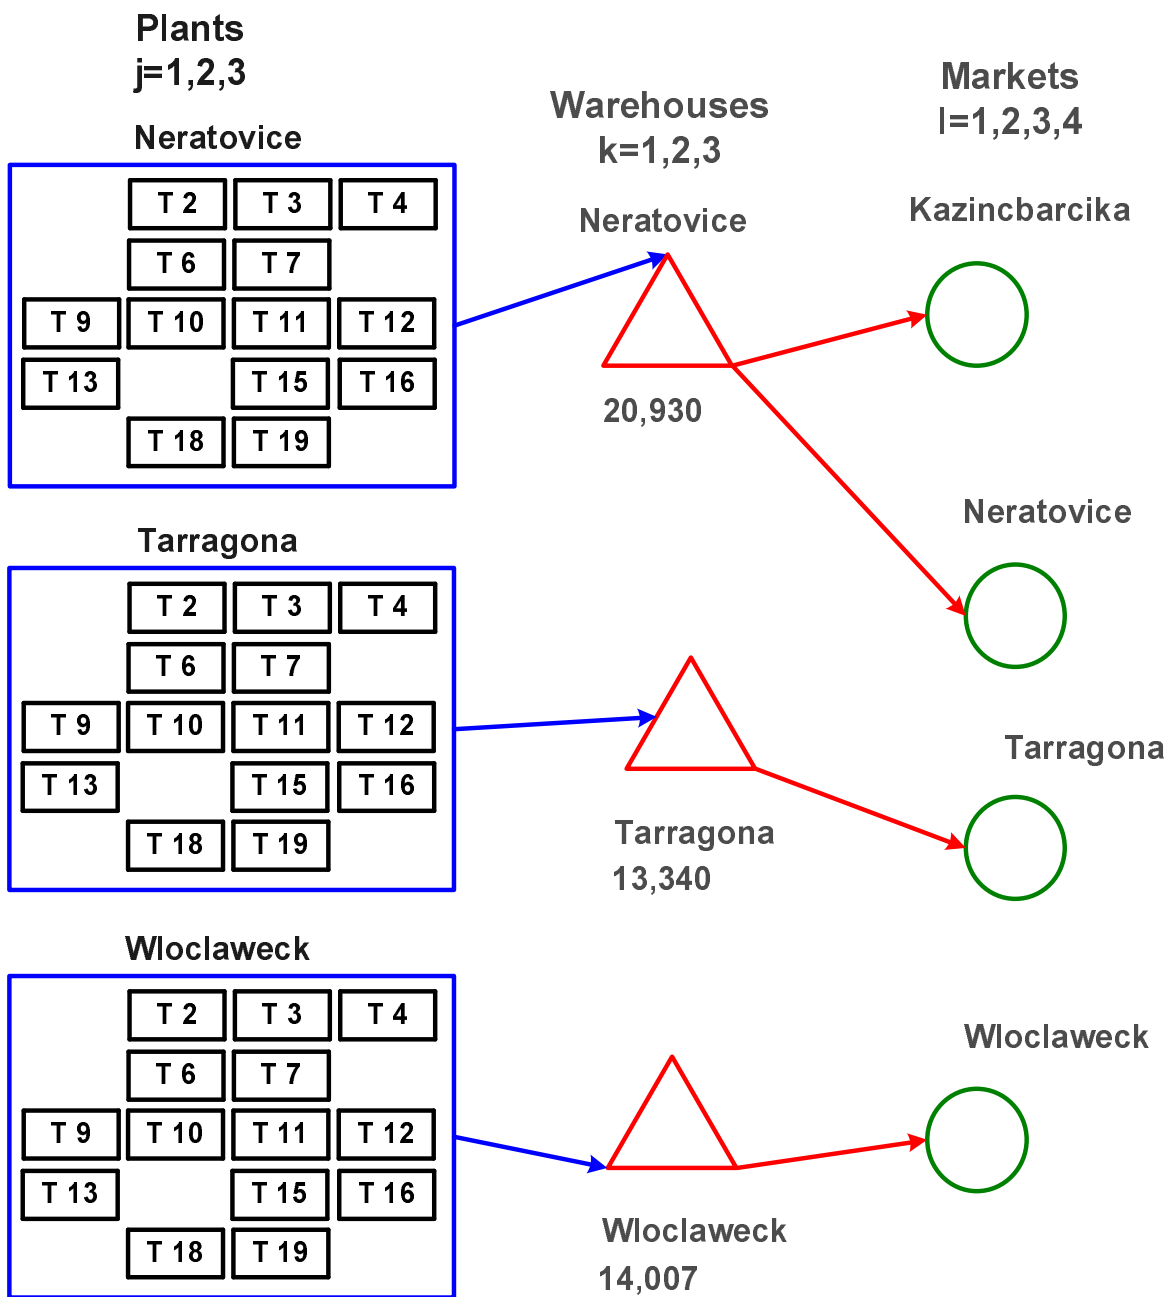 Plants
j=1,2,3
Neratovice
T 2 T 3 T 4
T 6 T 7
T 9 T 10 T 11 T 12
T 13 T 15 T 16
T 18 T 19
Tarragona
T 2 T 3 T 4
T 6 T 7
T 9 T 10 T 11 T 12
T 13 T 15 T 16
T 18 T 19
Wloclaweck
T 2 T 3 T 4
T 6 T 7
T 9 T 10 T 11 T 12
T 13 T 15 T 16
T 18 T 19
Warehouses
k=1,2,3
Neratovice
20,930
Tarragona
13,340
Wloclaweck
14,007
Markets
l=1,2,3,4
Kazincbarcika
Neratovice
Tarragona
Wloclaweck